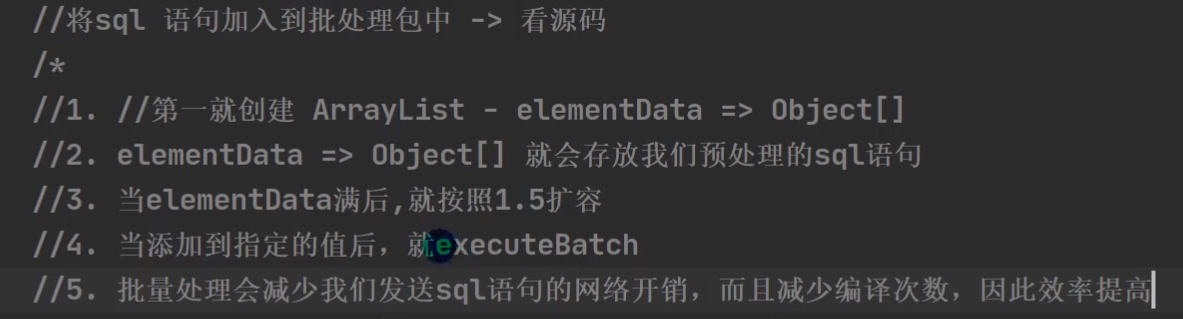 //将sql 语句加入到批处理包中 -> 看源码
/*
//1. //第一就创建 ArrayList - elementData => Object[]
//2. elementData => Object[] 就会存放我们预处理的sql语句
//3. 当elementData满后,就按照1.5扩容
//4. 当添加到指定的值后，就executeBatch
//5. 批量处理会减少我们发送sql语句的网络开销，而且减少编译次数，因此效率提高